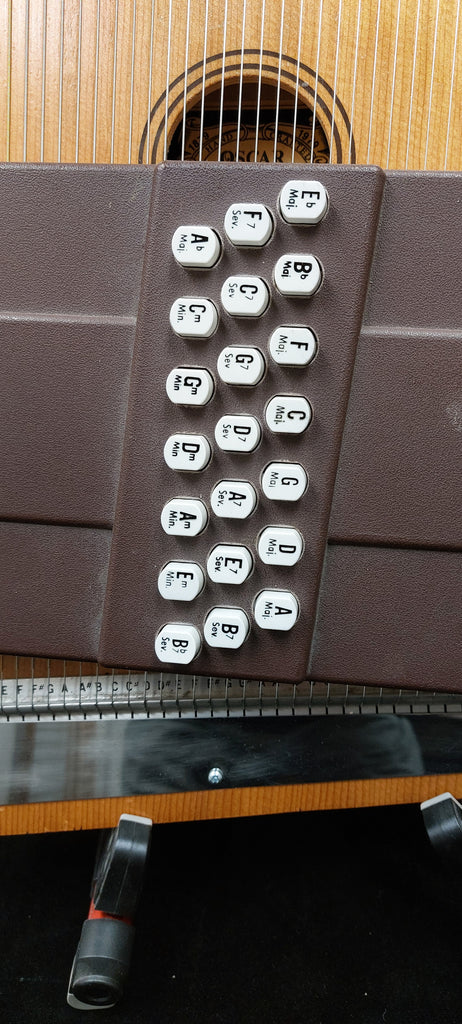 OSCAR
E♭
Maj.
B♭
Maj.
F
Maj.
C
Maj.
G
Maj
D
Maj.
A
Maj.
F7
Sev.
C7
Sev
G7
Sev
D7
Sev
A7
Sev.
E7
Sev.
B7
Sev.
A♭
Maj.
Cm
Min.
Gm
Min
Dm
Min
Am
Min.
Em
Min.
B♭7
Sev.
E F F# G A A# B C C# D D# E